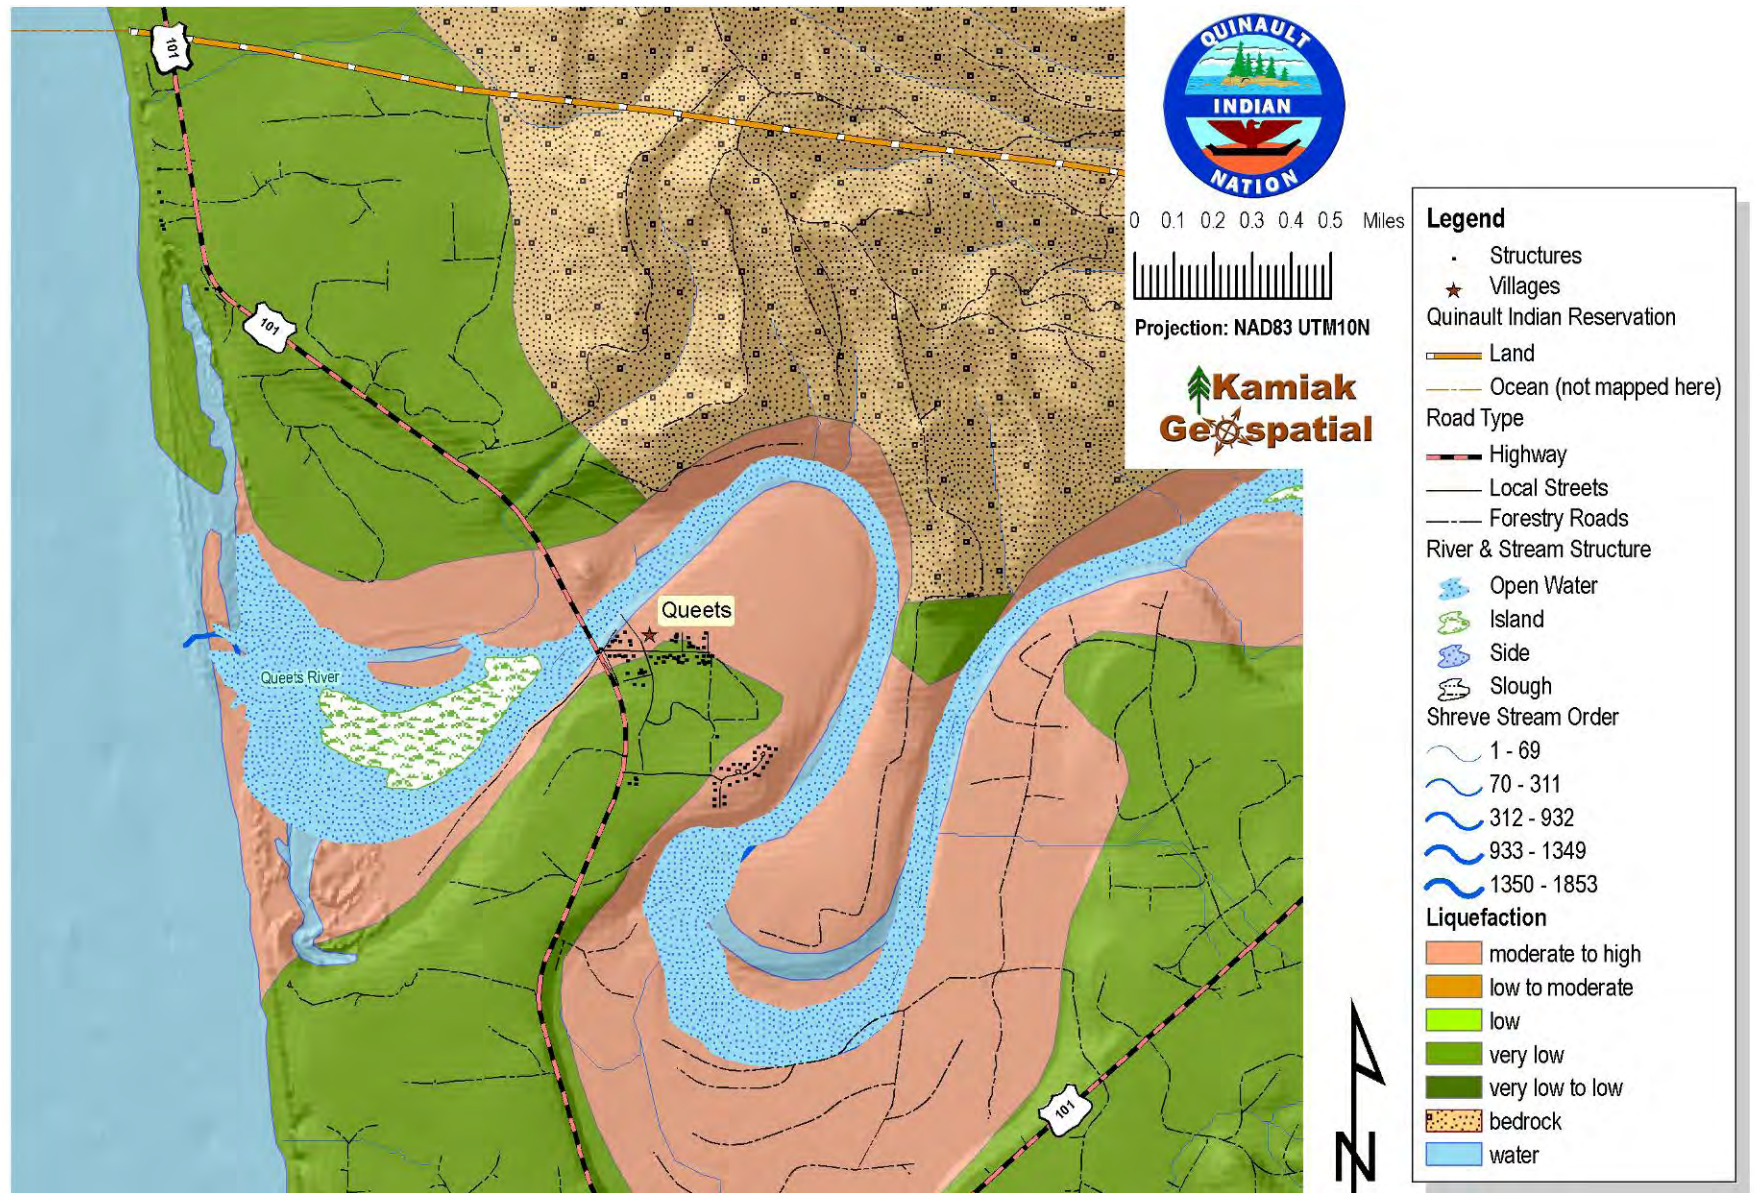 101
QUINAULT
INDIAN
NATION
0 0.1 0.2 0.3 0.4 0.5 Miles
Projection: NAD83 UTM10N
Kamiak
Geospatial
101
Queets
Queets River
101
N
Legend
Structures
Villages
Quinault Indian Reservation
Land
Ocean (not mapped here)
Road Type
Highway
Local Streets
Forestry Roads
River & Stream Structure
Open Water
Island
Side
Slough
Shreve Stream Order
1 - 69
70 - 311
312 - 932
933 - 1349
1350 - 1853
Liquefaction
moderate to high
low to moderate
low
very low
very low to low
bedrock
water